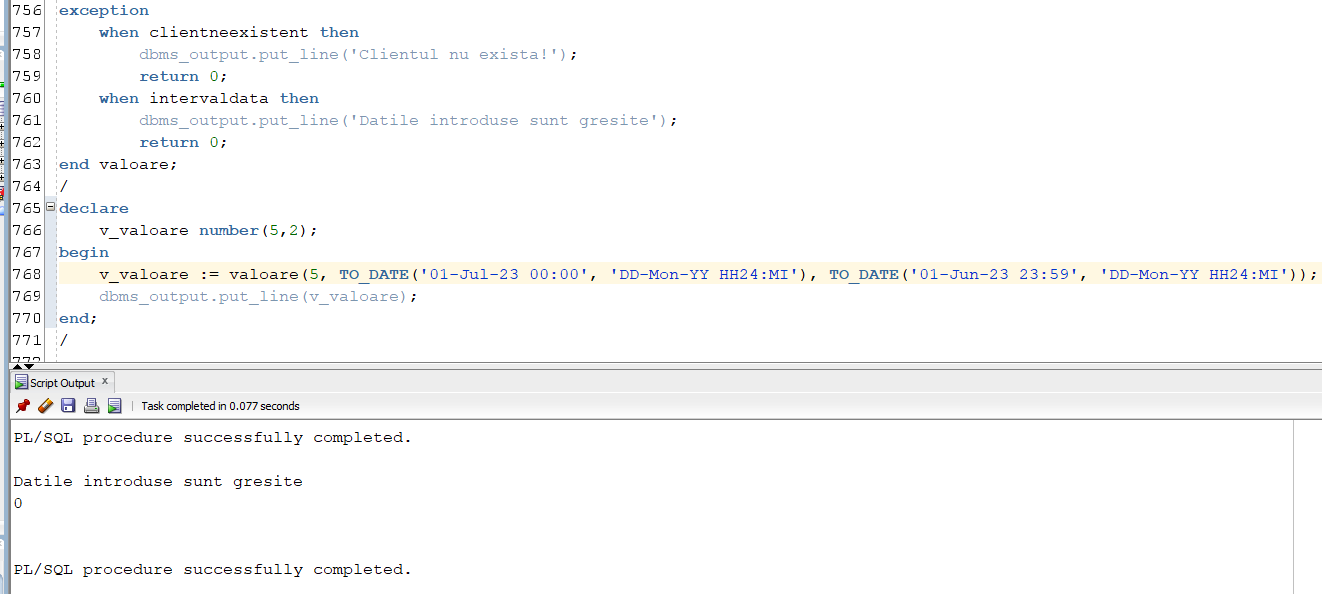 756 exception
757 when clientneexistent then
758 dbms_output.put_line('Clientul nu exista!');
759 return 0;
760 when intervaldata then
761 dbms_output.put_line('Datile introduse sunt gresite');
762 return 0;
763 end valoare;
764 /
765 declare
766 v_valoare number(5,2);
767 begin
768 v_valoare := valoare(5, TO_DATE('01-Jul-23 00:00', 'DD-Mon-YY HH24:MI'), TO_DATE('01-Jun-23 23:59', 'DD-Mon-YY HH24:MI'));
769 dbms_output.put_line(v_valoare);
770 end;
771 /
Script Output x
Task completed in 0.077 seconds
PL/SQL procedure successfully completed.
Datile introduse sunt gresite
0
PL/SQL procedure successfully completed.